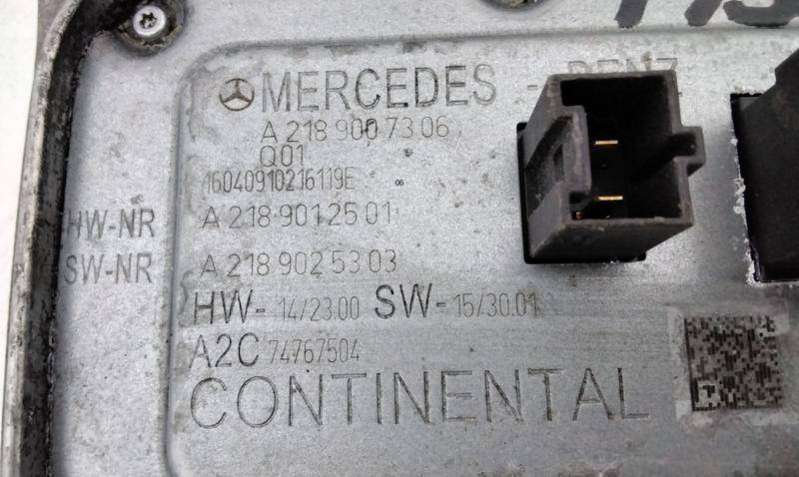 MERCEDES - BENZ
A 218 900 73 06
Q01
16040910216119E
HW-NR A 218 901 25 01
SW-NR A 218 902 53 03
HW- 14/23.00 SW- 15/30.01
A2C 74767504
CONTINENTAL